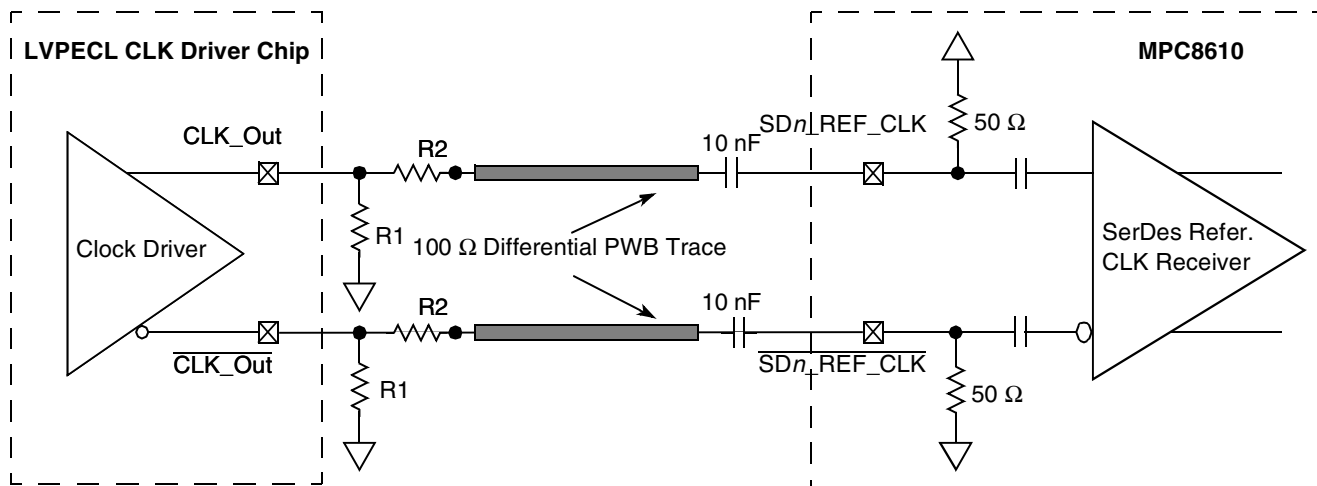 LVPECL CLK Driver Chip
MPC8610
CLK_Out
R2
10 nF
SDn_REF_CLK
50 Ω
Clock Driver
R1
100 Ω Differential PWB Trace
SerDes Refer.
CLK Receiver
R2
10 nF
CLK_Out
R1
SDn_REF_CLK
50 Ω